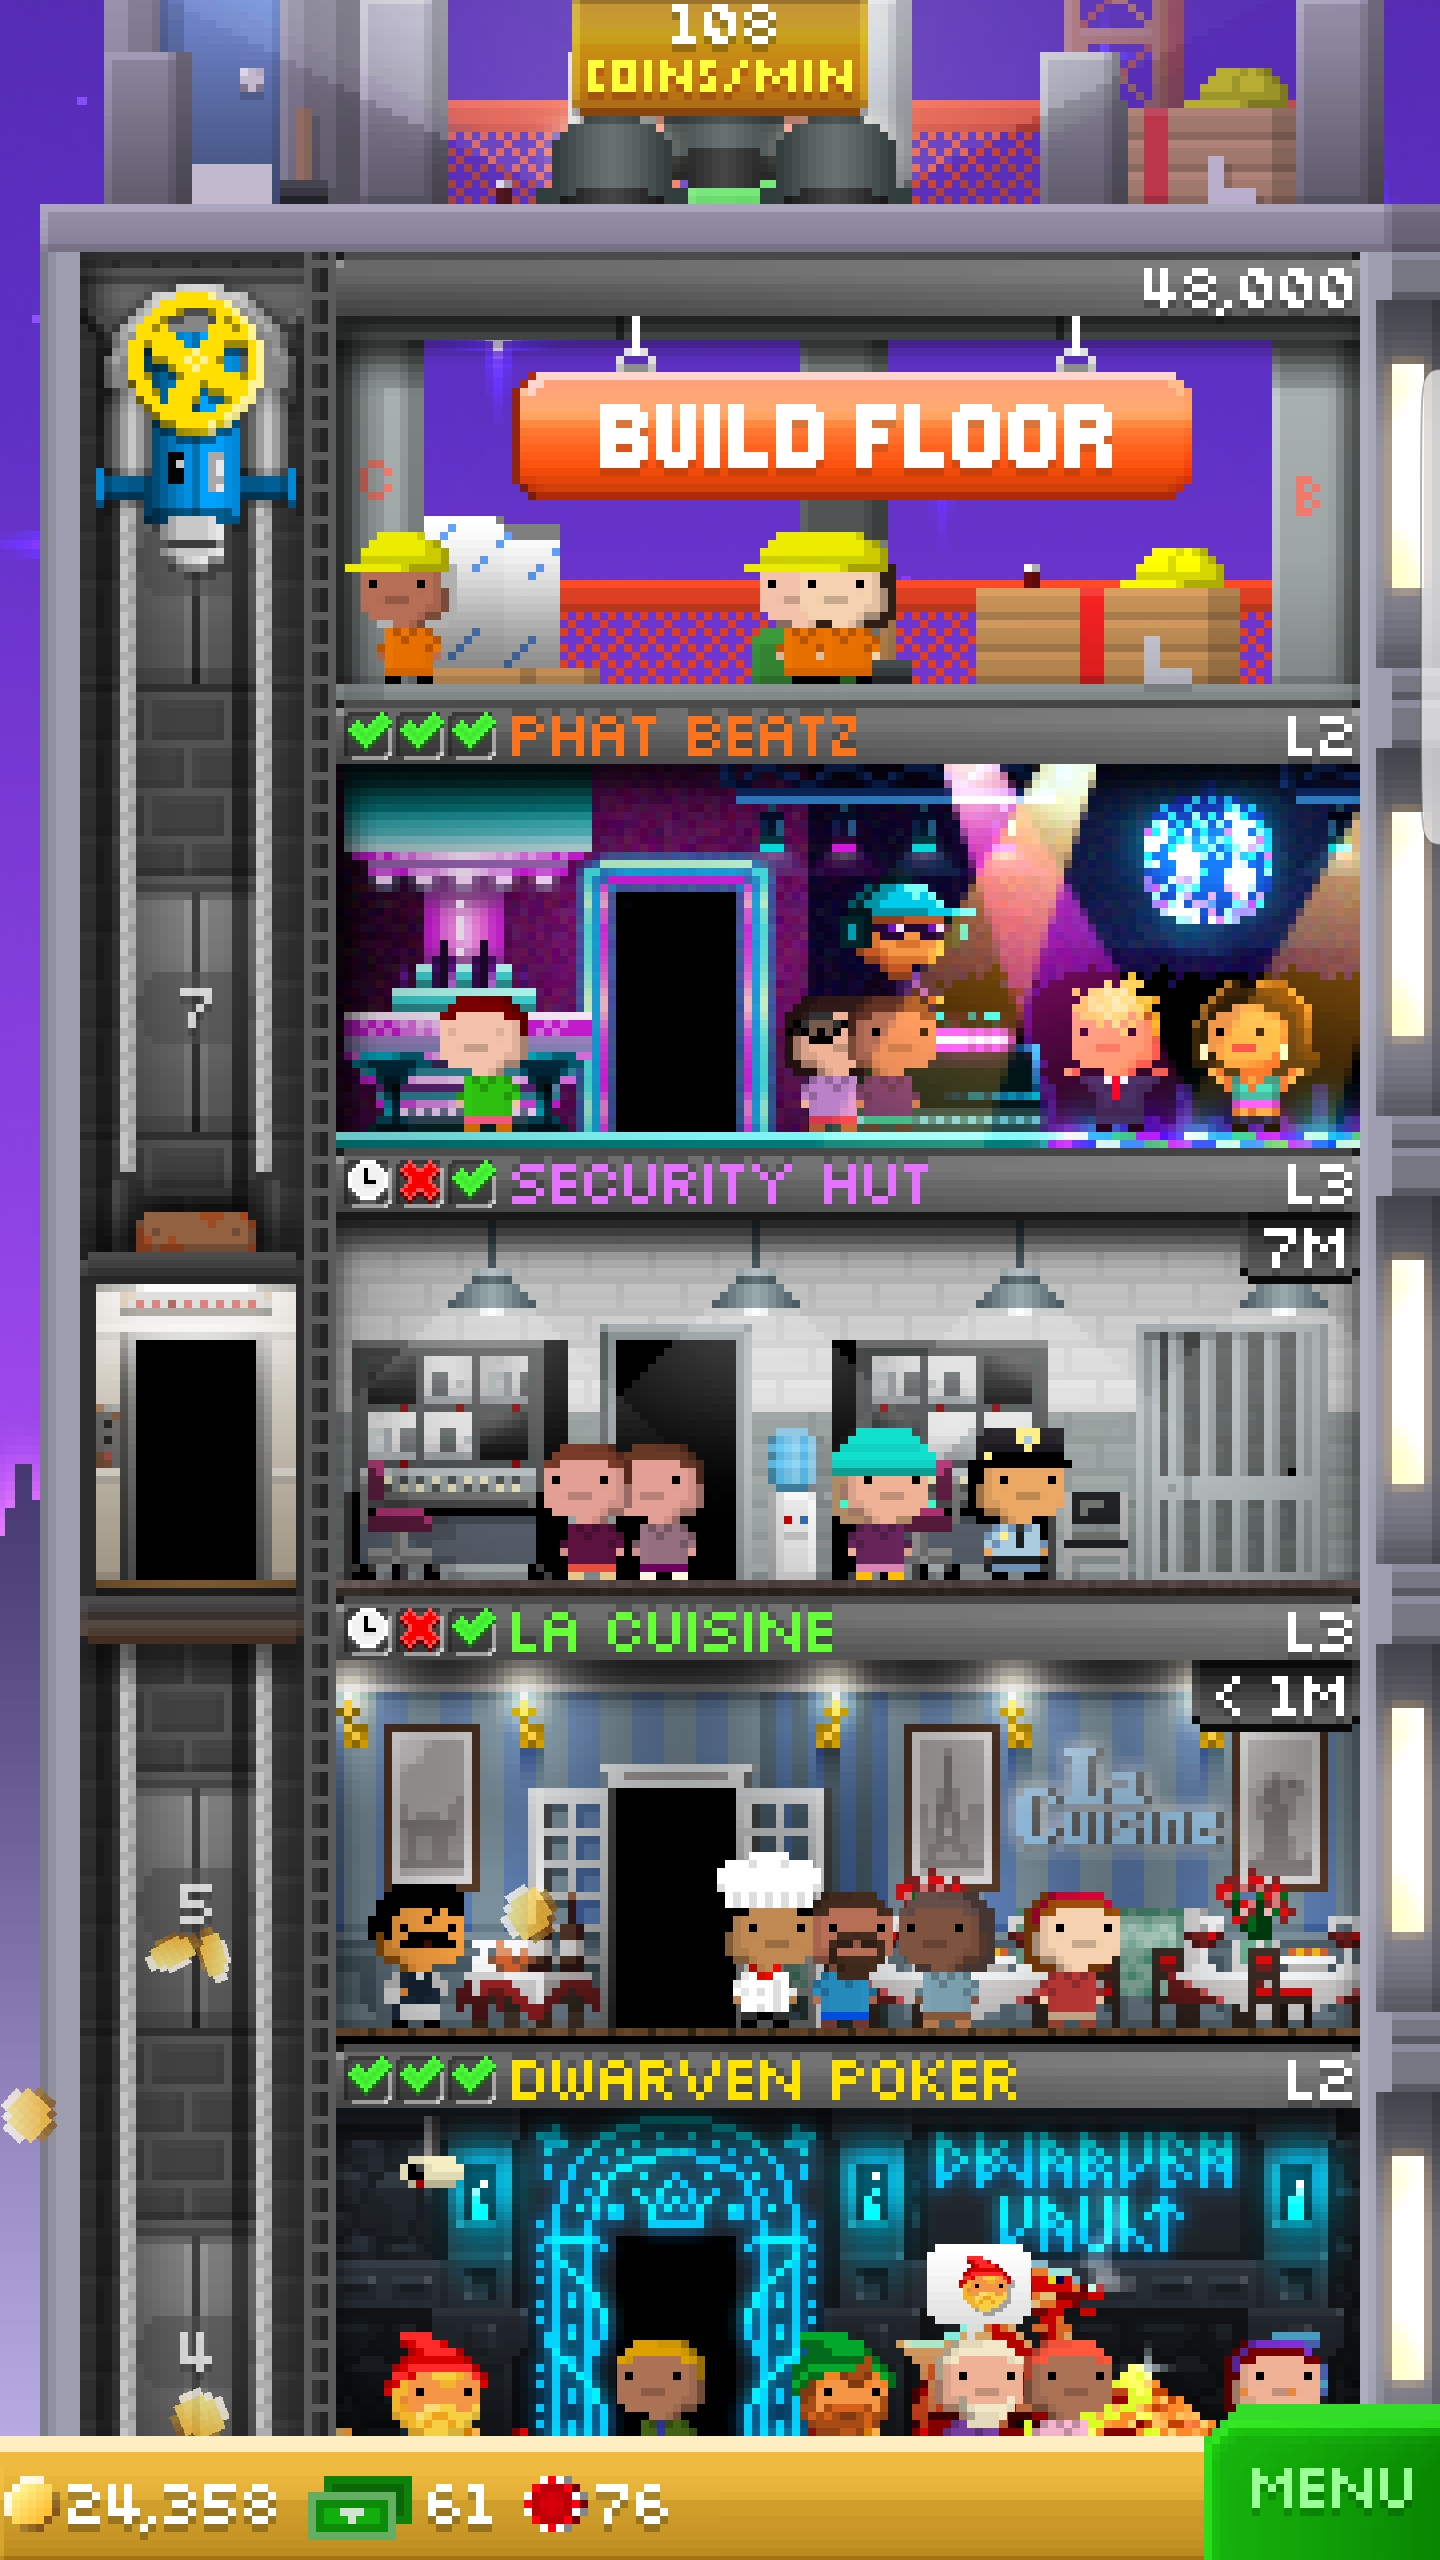 108
COINS/MIN
48,000
BUILD FLOOR
C
B
PHAT BEATZ L2
7
SECURITY HUT L3
7M
LA CUISINE L3
< 1M
La
Cuisine
5
DWARVEN POKER L2
DWARVEN
VAULT
4
24,358 61 76
MENU